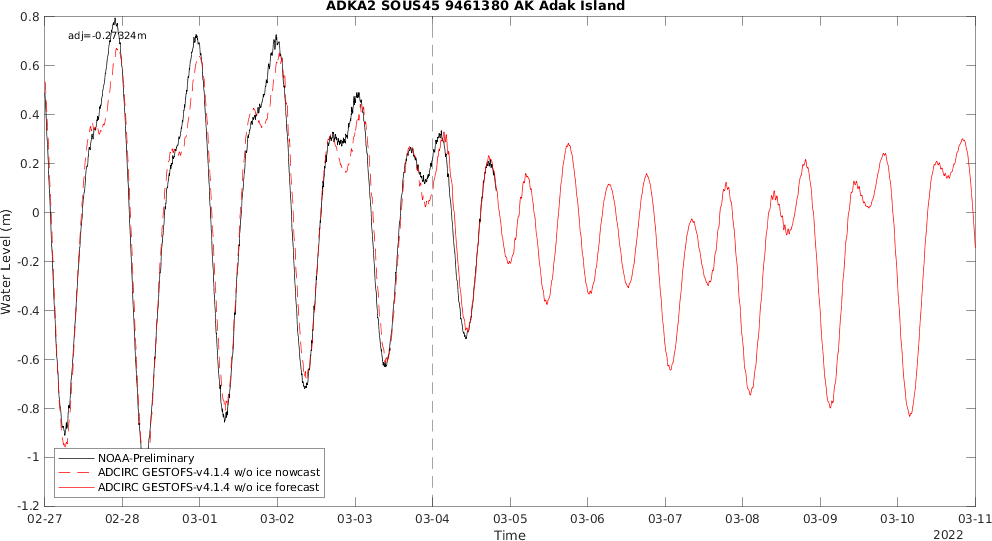 ADKA2 SOUS45 9461380 AK Adak Island
adj=-0.27324m
0.8
0.6
0.4
0.2
0
-0.2
-0.4
-0.6
-0.8
-1
-1.2
Water Level (m)
NOAA-Preliminary
ADCIRC GESTOFS-v4.1.4 w/o ice nowcast
ADCIRC GESTOFS-v4.1.4 w/o ice forecast
02-27 02-28 03-01 03-02 03-03 03-04 03-05 03-06 03-07 03-08 03-09 03-10 03-11
Time
2022